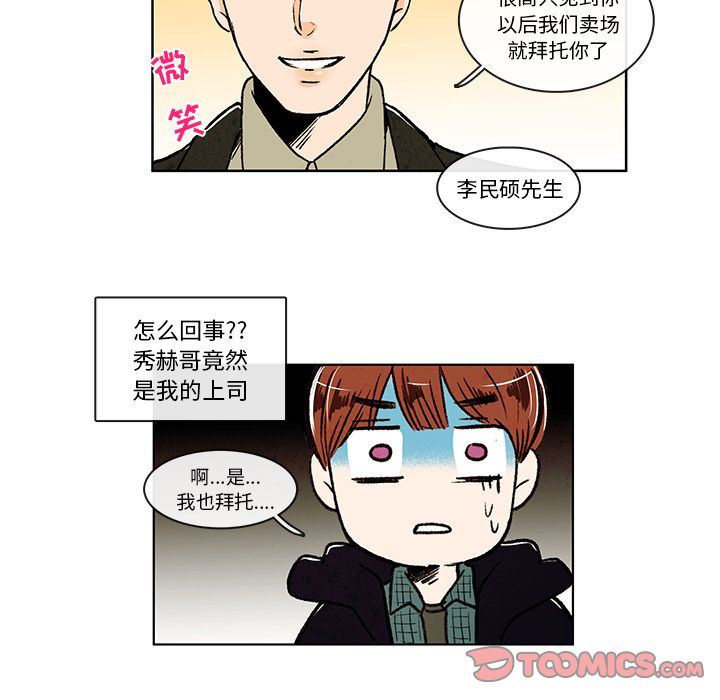 很高兴见到你
以后我们卖场
就拜托你了
微
笑
李民硕先生
怎么回事??
秀赫哥竟然
是我的上司
啊...是...
我也拜托....
TOOMICS.COM